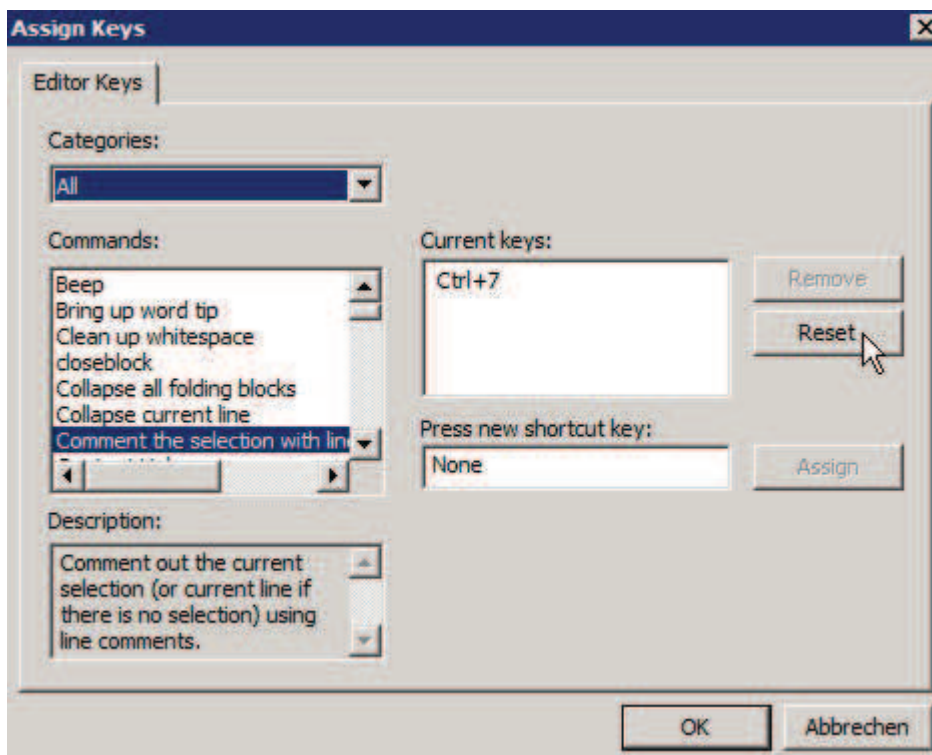 Assign Keys
Editor Keys
Categories:
All
Commands:
Beep
Bring up word tip
Clean up whitespace
closeblock
Collapse all folding blocks
Collapse current line
Comment the selection with line
Current keys:
Ctrl+7
Remove
Reset
Press new shortcut key:
None
Assign
Description:
Comment out the current
selection (or current line if
there is no selection) using
line comments.
OK
Abbrechen